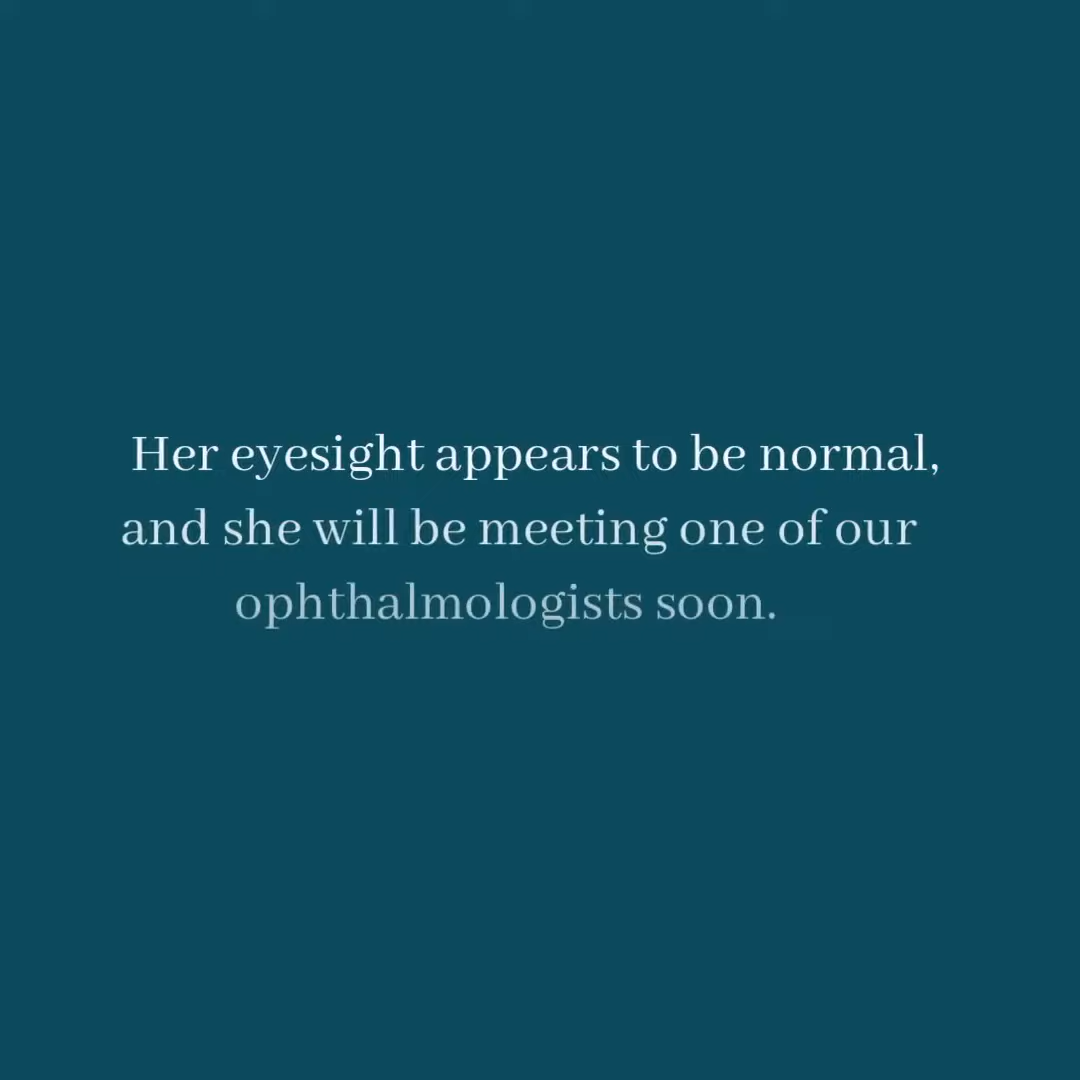 Her eyesight appears to be normal,
and she will be meeting one of our
ophthalmologists soon.